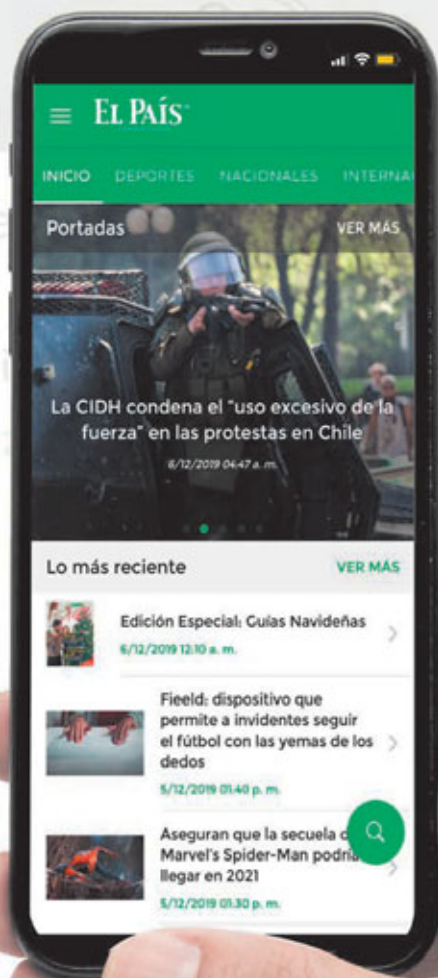 EL PAÍS
INICIO DEPORTES NACIONALES INTERNA
Portadas VER MÁS
La CIDH condena el "uso excesivo de la
fuerza" en las protestas en Chile
6/12/2019 04:47 a. m.
Lo más reciente VER MÁS
Edición Especial: Guías Navideñas
6/12/2019 12:10 a. m.
Fieeld: dispositivo que
permite a invidentes seguir
el fútbol con las yemas de los
dedos
5/12/2019 01:40 p. m.
Aseguran que la secuela d
Marvel's Spider-Man podría
llegar en 2021
5/12/2019 01:30 p. m.